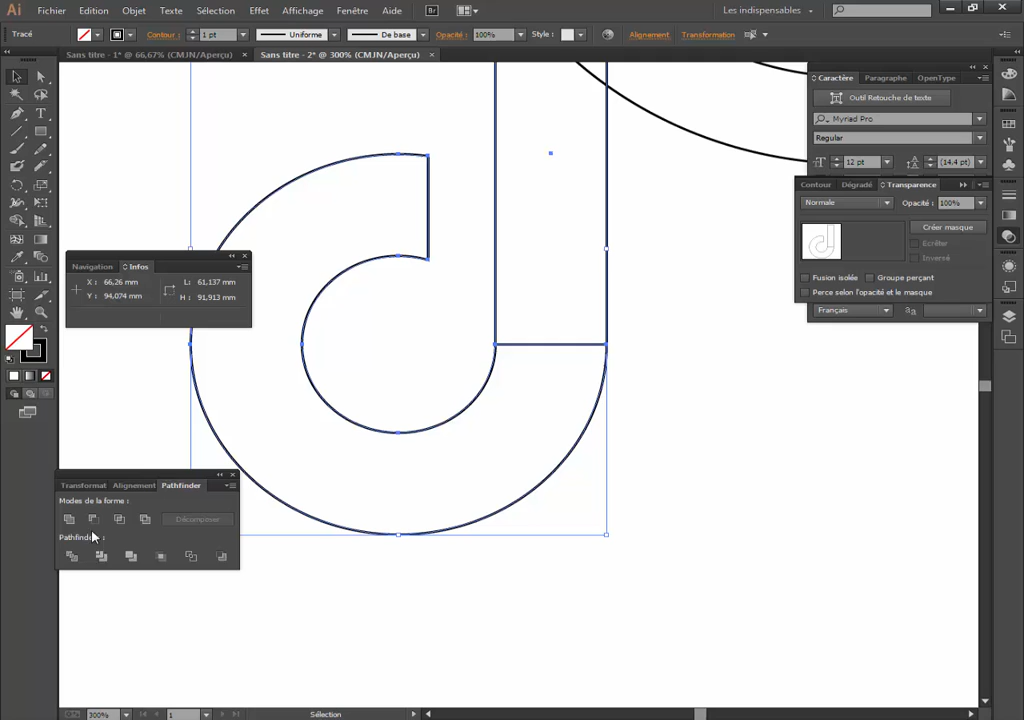 Ai Fichier Edition Objet Texte Sélection Effet Affichage Fenêtre Aide Br Les indispensables
Tracé Contour : 1 pt Uniforme De base Opacité : 100% Style : Alignement Transformation
Sans titre - 1* @ 66,67% (CMJN/Aperçu) × Sans titre - 2* @ 300% (CMJN/Aperçu) ×
Caractère Paragraphe OpenType
Outil Retouche de texte
Myriad Pro
Regular
12 pt (14,4 pt)
Contour Dégradé Transparence
Normale Opacité : 100%
Créer masque
Ecrêter
Inversé
Fusion isolée Groupe perçant
Perce selon l'opacité et le masque
Français
Navigation Infos
X : 66,26 mm L : 61,137 mm
Y : 94,074 mm H : 91,913 mm
Transformat Alignement Pathfinder
Modes de la forme :
Décomposer
300% 1 Sélection